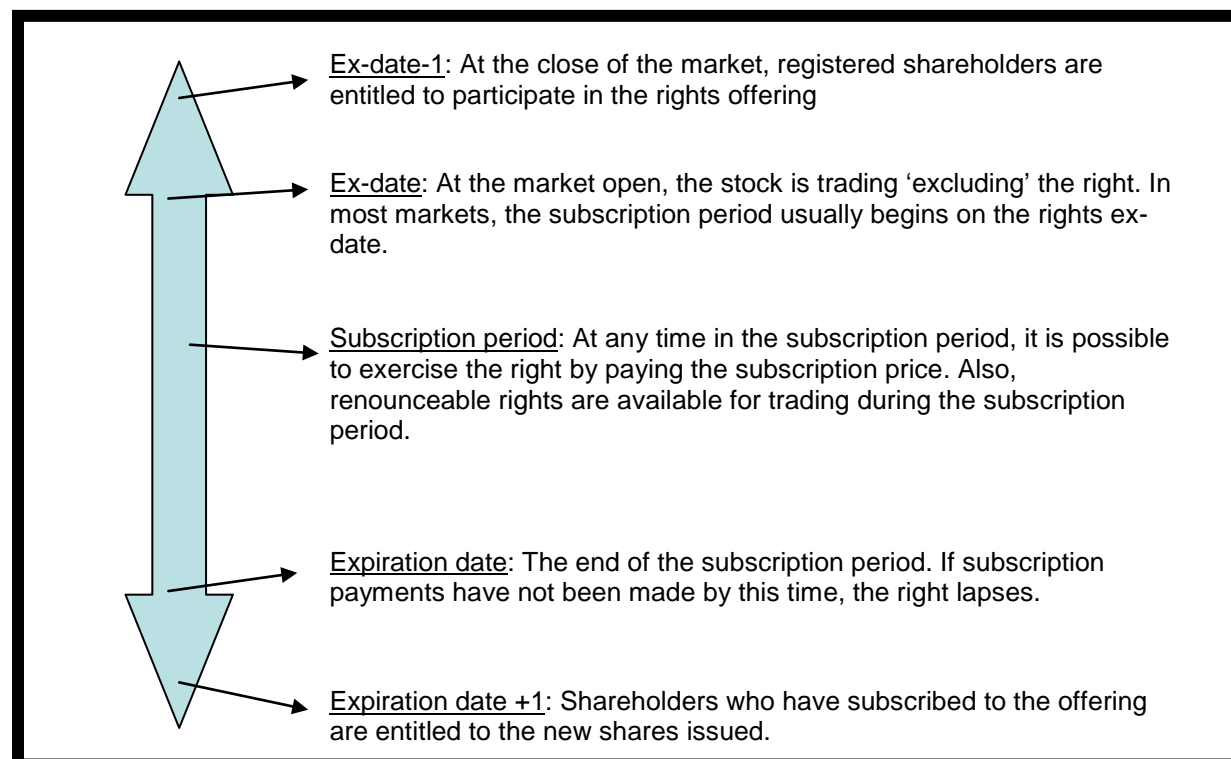 Ex-date-1: At the close of the market, registered shareholders are
entitled to participate in the rights offering
Ex-date: At the market open, the stock is trading ‘excluding’ the right. In
most markets, the subscription period usually begins on the rights ex-
date.
Subscription period: At any time in the subscription period, it is possible
to exercise the right by paying the subscription price. Also,
renounceable rights are available for trading during the subscription
period.
Expiration date: The end of the subscription period. If subscription
payments have not been made by this time, the right lapses.
Expiration date +1: Shareholders who have subscribed to the offering
are entitled to the new shares issued.